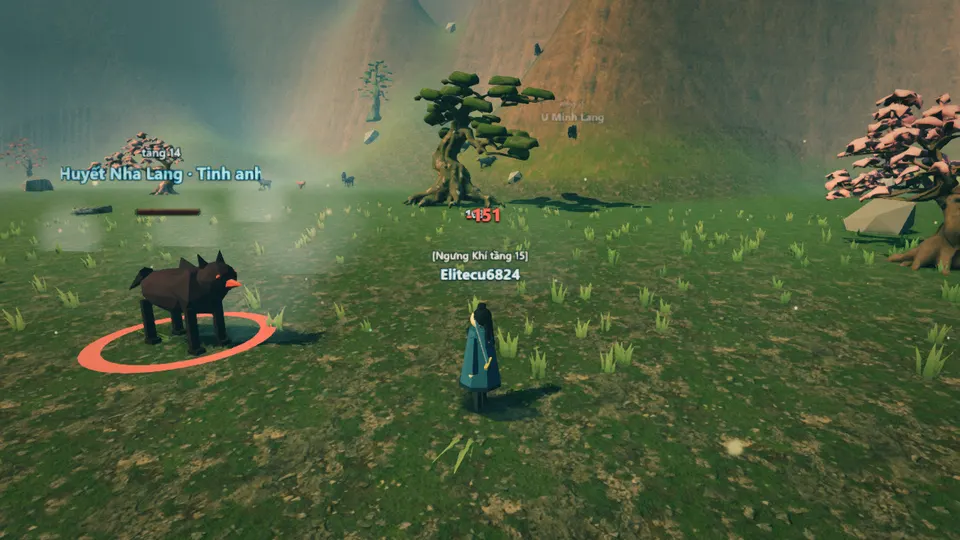 tầng 14
Huyết Nha Lang · Tinh anh
U Minh Lang
151
[Ngưng Khí tầng 15]
Elitecu6824